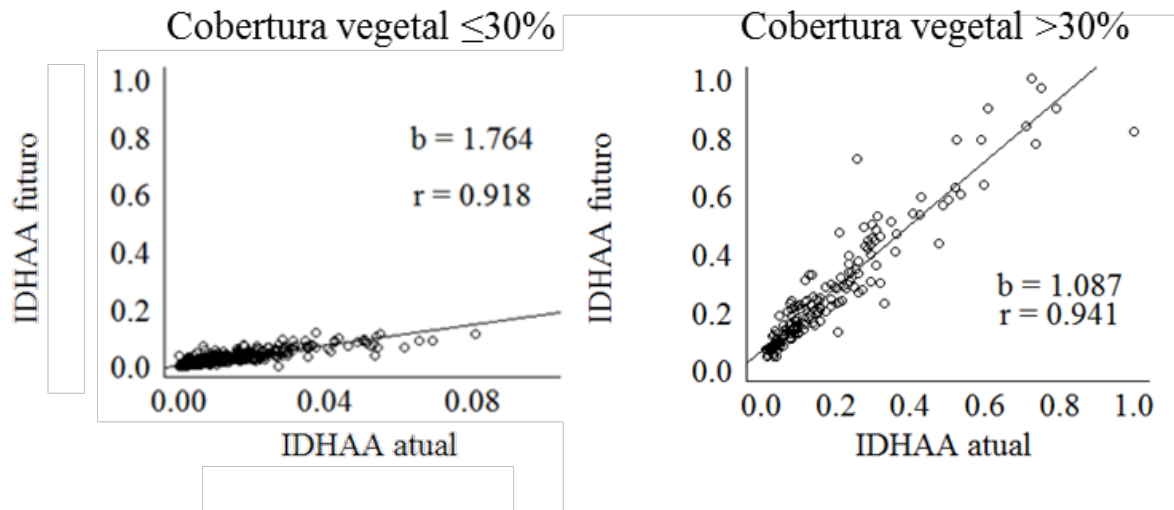 Cobertura vegetal ≤30%
IDHAA futuro
1.0
0.8
0.6
0.4
0.2
0.0
b = 1.764
r = 0.918
0.00 0.04 0.08
IDHAA atual
Cobertura vegetal >30%
IDHAA futuro
1.0
0.8
0.6
0.4
0.2
0.0
b = 1.087
r = 0.941
0.0 0.2 0.4 0.6 0.8 1.0
IDHAA atual